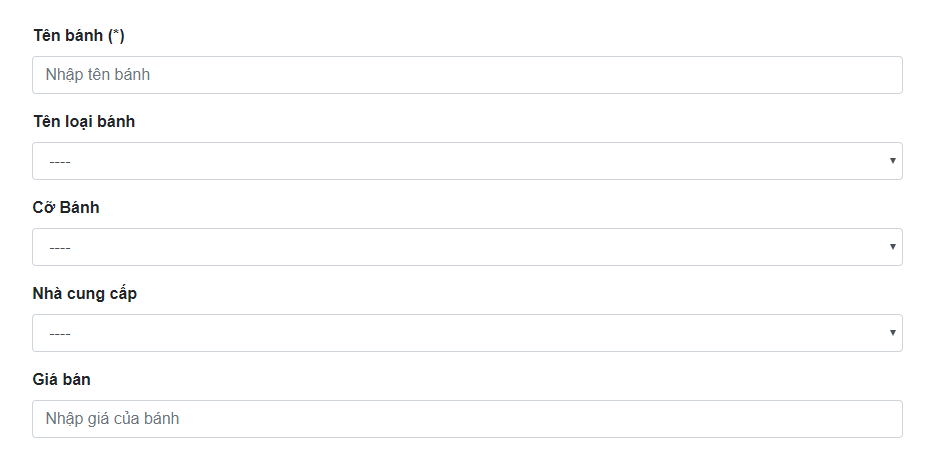 Tên bánh (*)
Nhập tên bánh
Tên loại bánh
----
Cỡ Bánh
----
Nhà cung cấp
----
Giá bán
Nhập giá của bánh